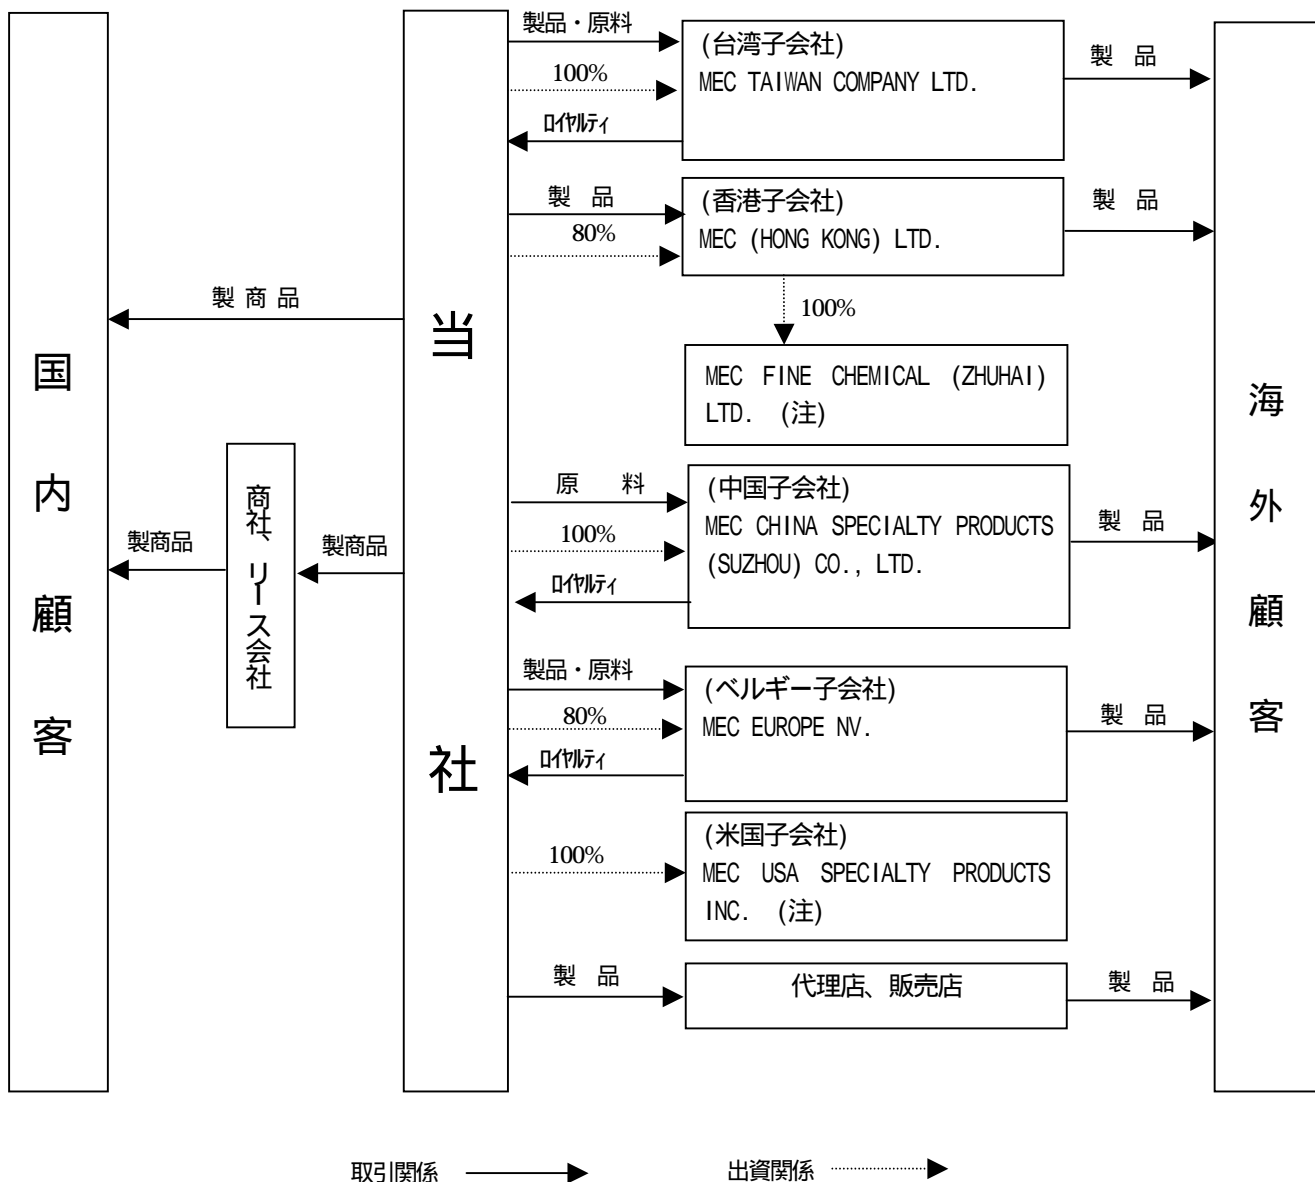 国内顧客
製商品
製商品
商社、リース会社
製商品
当社
製品・原料
100%
ロイヤルティ
(台湾子会社)
MEC TAIWAN COMPANY LTD.
製品
製品
80%
(香港子会社)
MEC (HONG KONG) LTD.
製品
100%
MEC FINE CHEMICAL (ZHUHAI)
LTD. (注)
原料
100%
ロイヤルティ
(中国子会社)
MEC CHINA SPECIALTY PRODUCTS
(SUZHOU) CO., LTD.
製品
製品・原料
80%
ロイヤルティ
(ベルギー子会社)
MEC EUROPE NV.
製品
100%
(米国子会社)
MEC USA SPECIALTY PRODUCTS
INC. (注)
製品
代理店、販売店
製品
海外顧客
取引関係
出資関係